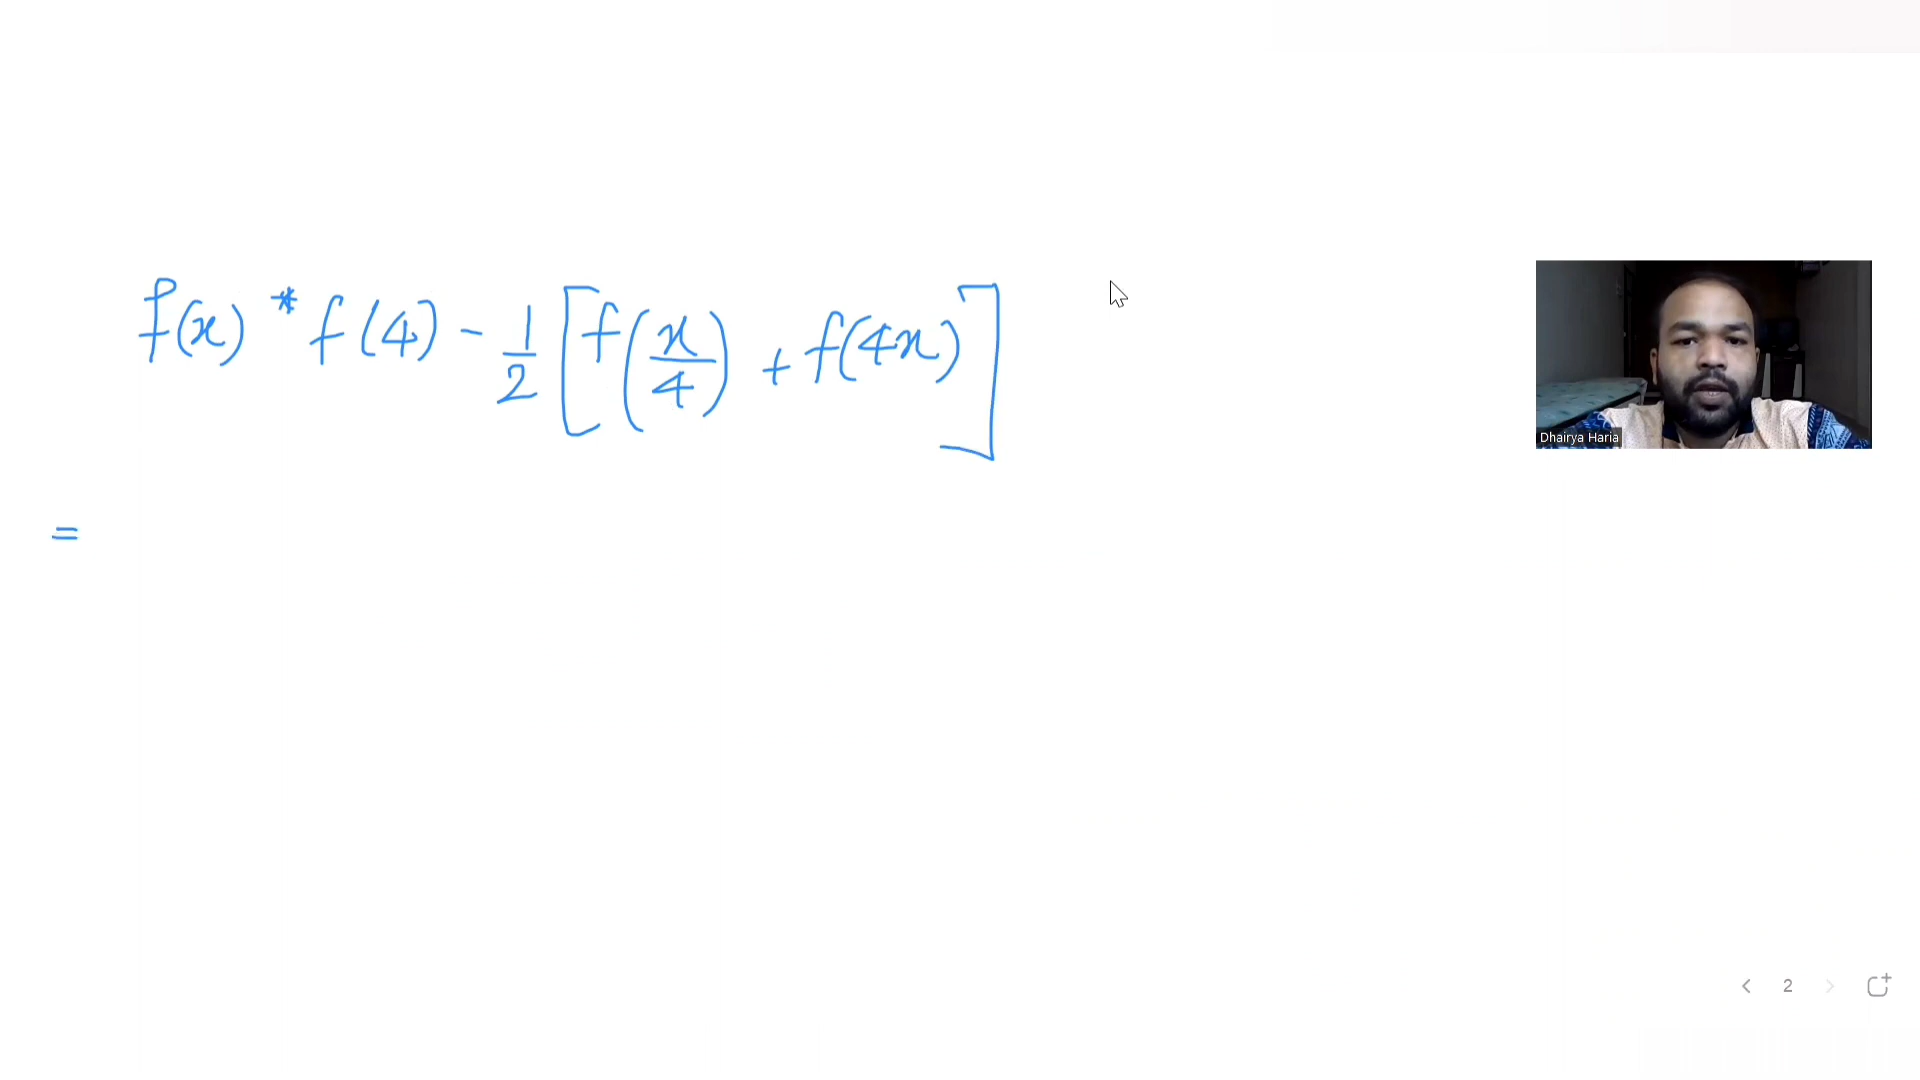 f(x) * f(4) - 1/2 [f(x/4) + f(4x)]
=
Dhairya Haria
2